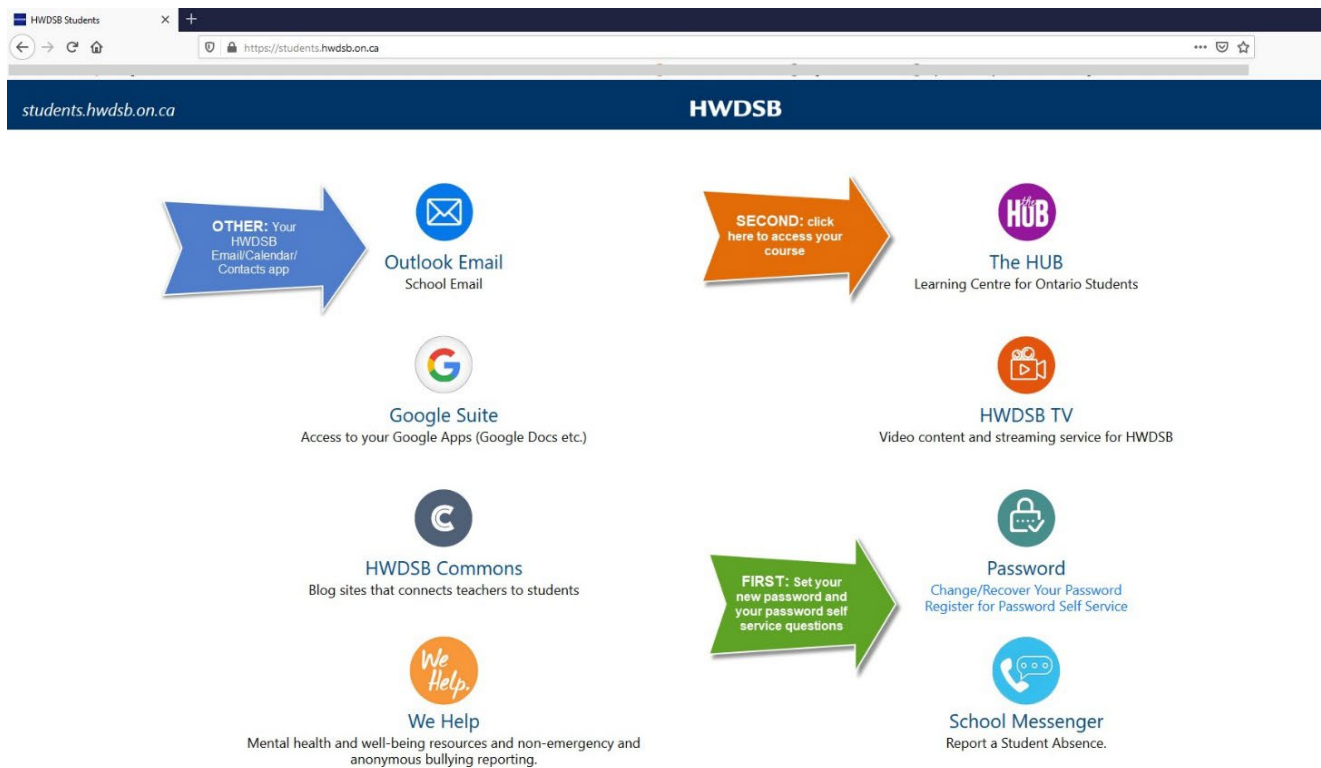 HWDSB Students
https://students.hwdsb.on.ca
students.hwdsb.on.ca
HWDSB
OTHER: Your
HWDSB
Email/Calendar/
Contacts app
Outlook Email
School Email
SECOND: click
here to access your
course
the HUB
The HUB
Learning Centre for Ontario Students
G
Google Suite
Access to your Google Apps (Google Docs etc.)
HWDSB TV
Video content and streaming service for HWDSB
C
HWDSB Commons
Blog sites that connects teachers to students
FIRST: Set your
new password and
your password self
service questions
Password
Change/Recover Your Password
Register for Password Self Service
We
Help.
We Help
Mental health and well-being resources and non-emergency and
anonymous bullying reporting.
School Messenger
Report a Student Absence.